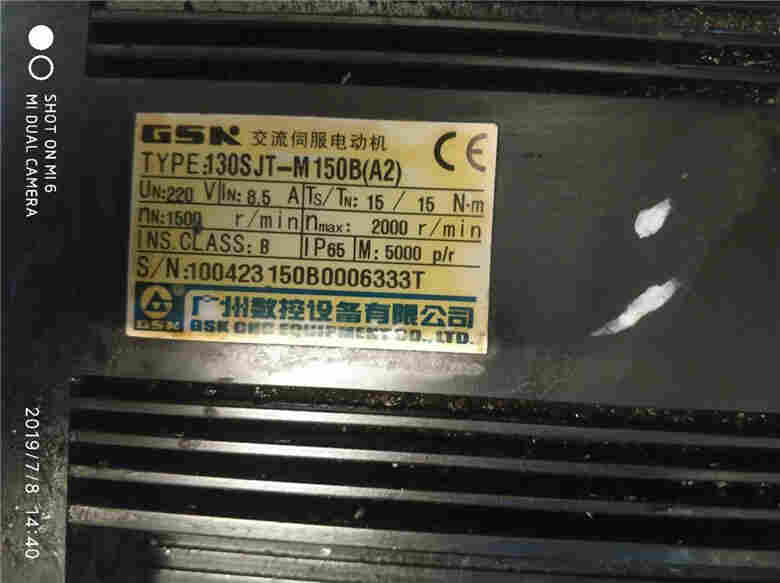 GSK 交流伺服电动机 CE
TYPE:130SJT-M150B(A2)
UN:220 V IN: 8.5 A TS/TN: 15 / 15 N·m
nN:1500 r/min nmax: 2000 r/min
INS.CLASS: B IP65 M: 5000 p/r
S/N:100423150B0006333T
广州数控设备有限公司
GSK GSK CNC EQUIPMENT CO., LTD.
SHOT ON MI 6
MI DUAL CAMERA
2019/7/8 14:40